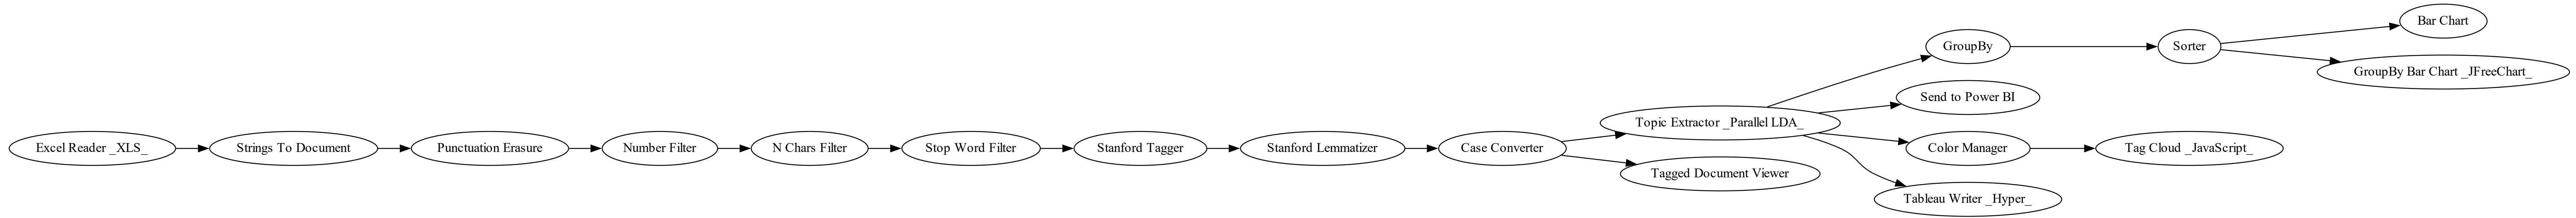 Excel Reader _XLS_
Strings To Document
Punctuation Erasure
Number Filter
N Chars Filter
Stop Word Filter
Stanford Tagger
Stanford Lemmatizer
Case Converter
Topic Extractor _Parallel LDA_
Tagged Document Viewer
GroupBy
Send to Power BI
Color Manager
Tableau Writer _Hyper_
Sorter
Tag Cloud _JavaScript_
Bar Chart
GroupBy Bar Chart _JFreeChart_